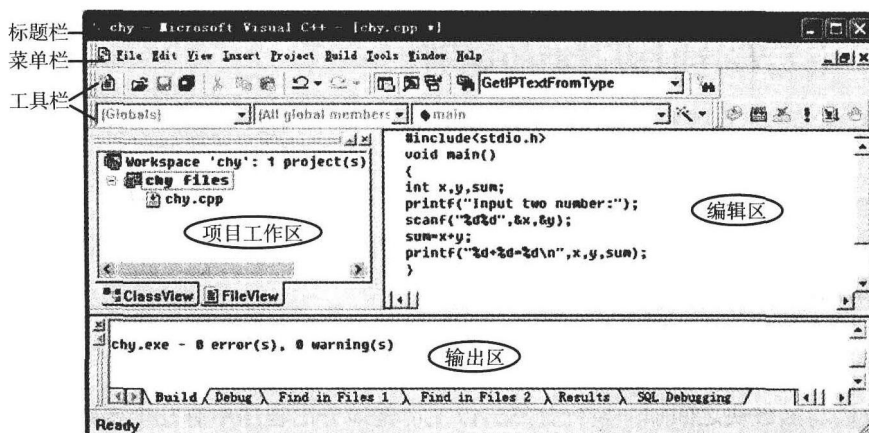 chy - Microsoft Visual C++ - [chy.cpp *]
标题栏
菜单栏
File Edit View Insert Project Build Tools Window Help
工具栏
GetIPTextFromType
(Globals) (All global members main
Workspace 'chy': 1 project(s)
chy files
chy.cpp
项目工作区
ClassView FileView
#include<stdio.h>
void main()
{
int x,y,sum;
printf("Input two number:");
scanf("%d%d",&x,&y);
sum=x+y;
printf("%d+%d=%d\n",x,y,sum);
}
编辑区
chy.exe - 0 error(s), 0 warning(s)
输出区
Build Debug Find in Files 1 Find in Files 2 Results SQL Debugging
Ready